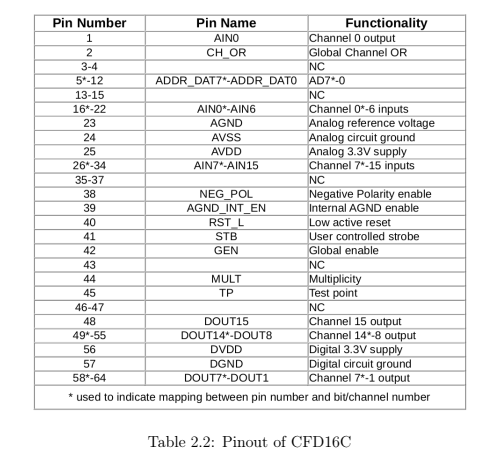 Pin Number Pin Name Functionality
1 AIN0 Channel 0 output
2 CH_OR Global Channel OR
3-4 NC
5*-12 ADDR_DAT7*-ADDR_DAT0 AD7*-0
13-15 NC
16*-22 AIN0*-AIN6 Channel 0*-6 inputs
23 AGND Analog reference voltage
24 AVSS Analog circuit ground
25 AVDD Analog 3.3V supply
26*-34 AIN7*-AIN15 Channel 7*-15 inputs
35-37 NC
38 NEG_POL Negative Polarity enable
39 AGND_INT_EN Internal AGND enable
40 RST_L Low active reset
41 STB User controlled strobe
42 GEN Global enable
43 NC
44 MULT Multiplicity
45 TP Test point
46-47 NC
48 DOUT15 Channel 15 output
49*-55 DOUT14*-DOUT8 Channel 14*-8 output
56 DVDD Digital 3.3V supply
57 DGND Digital circuit ground
58*-64 DOUT7*-DOUT1 Channel 7*-1 output
* used to indicate mapping between pin number and bit/channel number
Table 2.2: Pinout of CFD16C